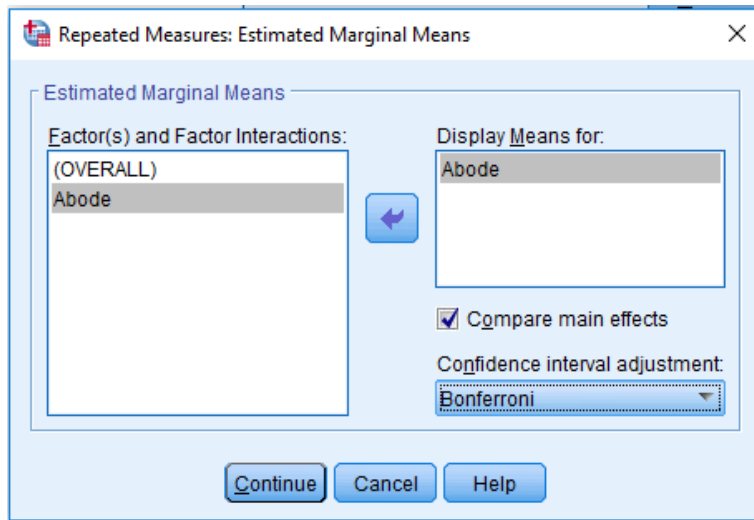 Repeated Measures: Estimated Marginal Means
Estimated Marginal Means
Factor(s) and Factor Interactions:
(OVERALL)
Abode
Display Means for:
Abode
Compare main effects
Confidence interval adjustment:
Bonferroni
Continue Cancel Help